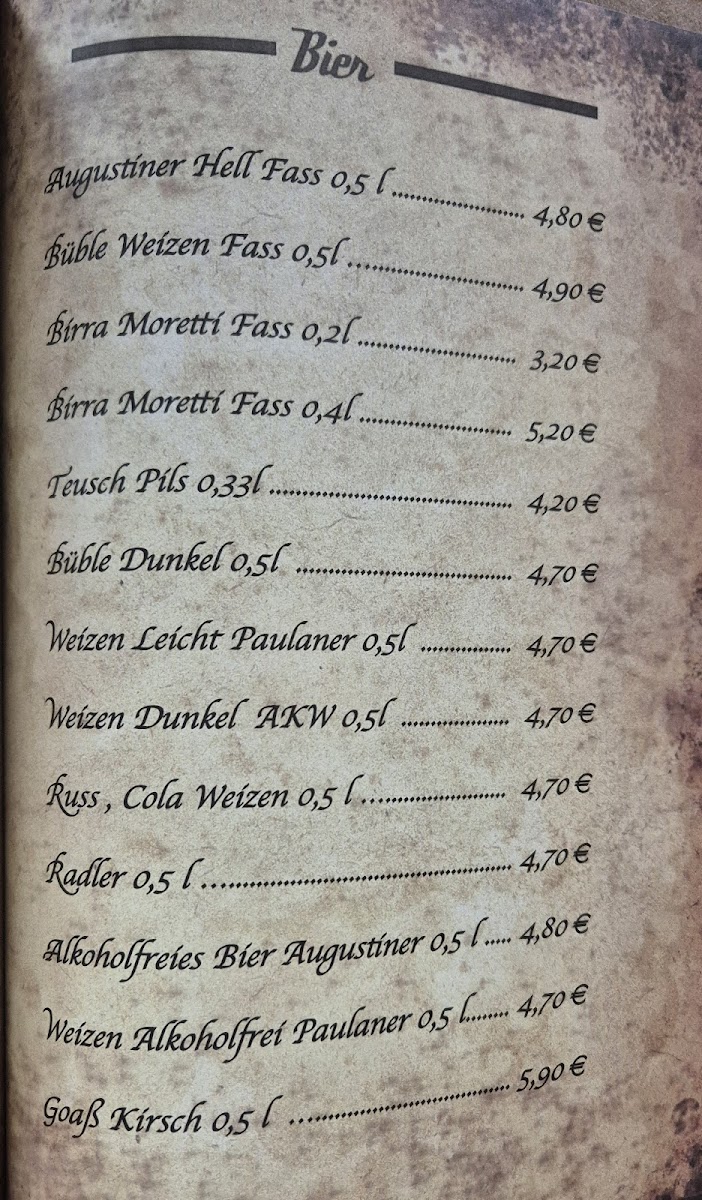 Bier
Augustiner Hell Fass 0,5 l .......... 4,80 €
Büble Weizen Fass 0,5l .......... 4,90 €
Birra Moretti Fass 0,2l .......... 3,20 €
Birra Moretti Fass 0,4l .......... 5,20 €
Teusch Pils 0,33l .......... 4,20 €
Büble Dunkel 0,5l .......... 4,70 €
Weizen Leicht Paulaner 0,5l .......... 4,70 €
Weizen Dunkel AKW 0,5l .......... 4,70 €
Russ , Cola Weizen 0,5 l .......... 4,70 €
Radler 0,5 l .......... 4,70 €
Alkoholfreies Bier Augustiner 0,5 l ..... 4,80 €
Weizen Alkoholfrei Paulaner 0,5 l ......... 4,70 €
Goaß Kirsch 0,5 l .......... 5,90 €